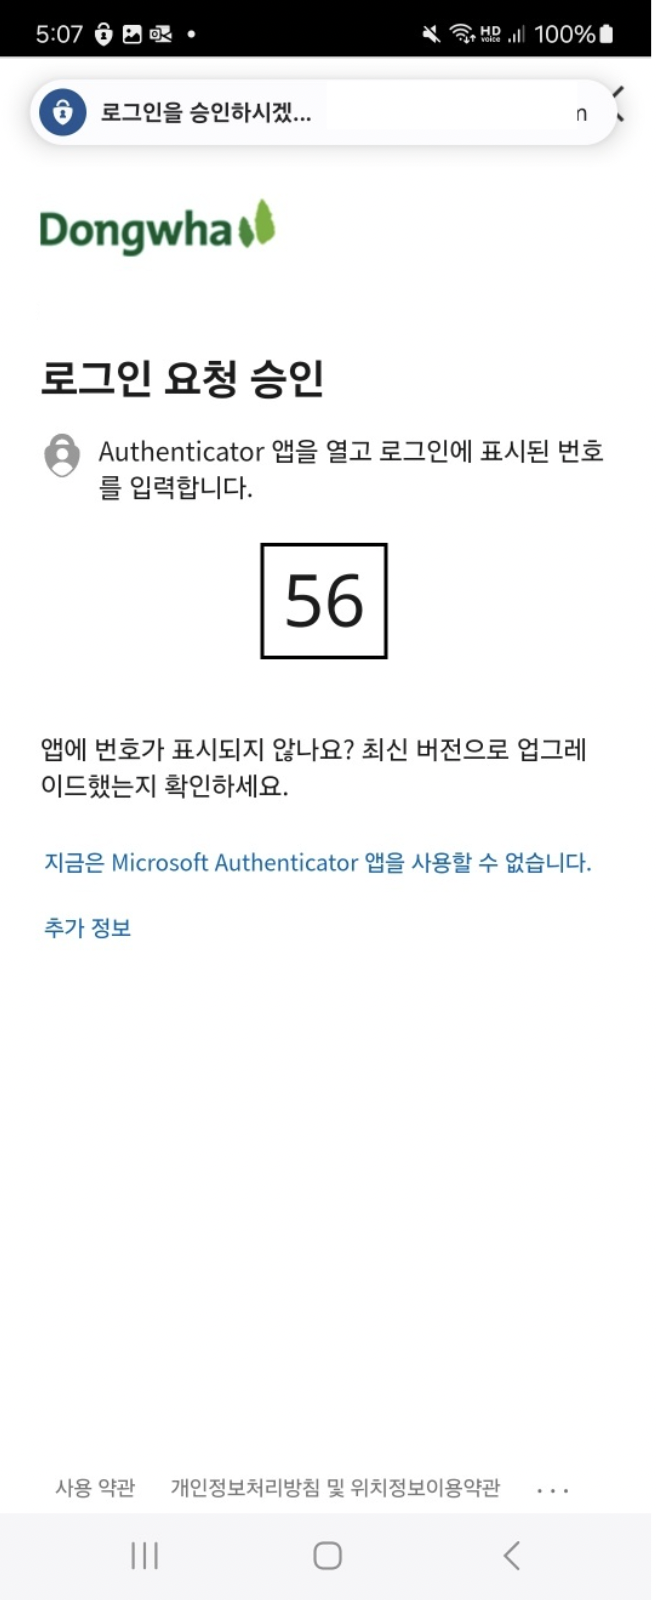 5:07
HD
voice
100%
로그인을 승인하시겠... n
Dongwha
로그인 요청 승인
Authenticator 앱을 열고 로그인에 표시된 번호
를 입력합니다.
56
앱에 번호가 표시되지 않나요? 최신 버전으로 업그레
이드했는지 확인하세요.
지금은 Microsoft Authenticator 앱을 사용할 수 없습니다.
추가 정보
사용 약관 개인정보처리방침 및 위치정보이용약관 ...